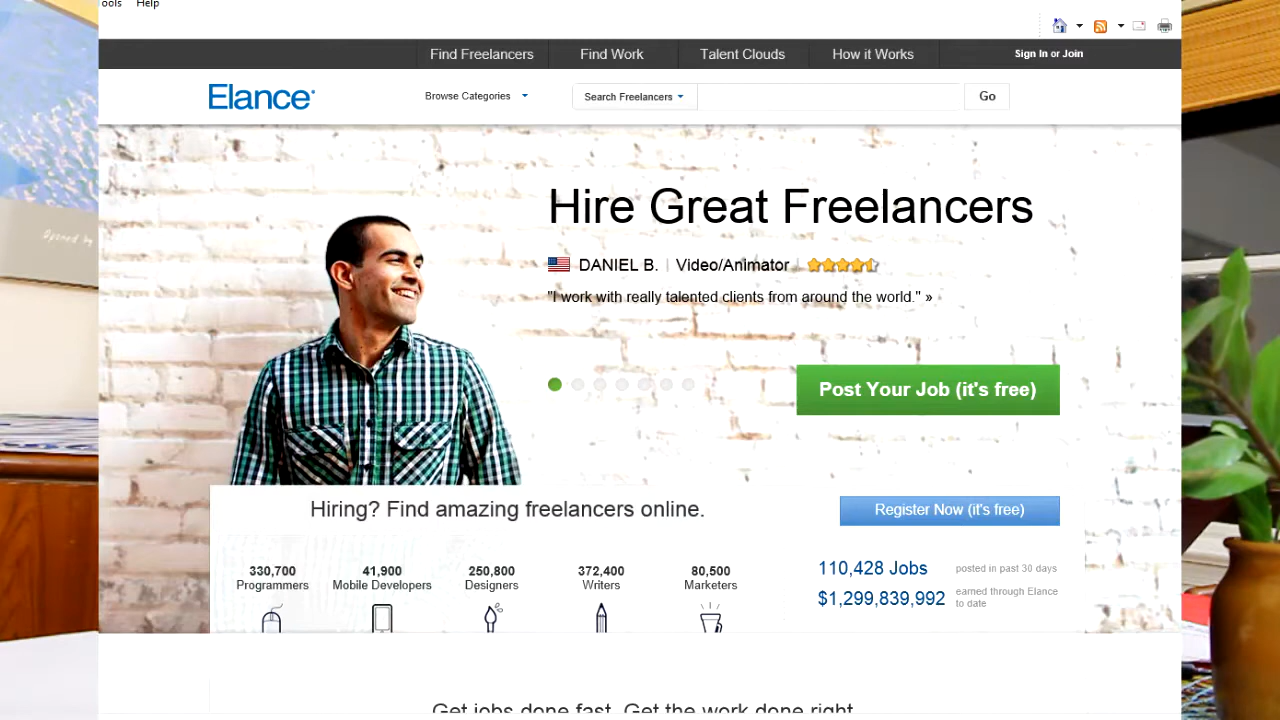 ools Help
Find Freelancers Find Work Talent Clouds How it Works Sign In or Join
Elance Browse Categories Search Freelancers Go
Opened by
Hire Great Freelancers
DANIEL B. | Video/Animator |
"I work with really talented clients from around the world." »
Post Your Job (it's free)
Hiring? Find amazing freelancers online.
Register Now (it's free)
330,700 41,900 250,800 372,400 80,500
Programmers Mobile Developers Designers Writers Marketers
110,428 Jobs posted in past 30 days
$1,299,839,992 earned through Elance
to date
Get jobs done fast. Get the work done right.